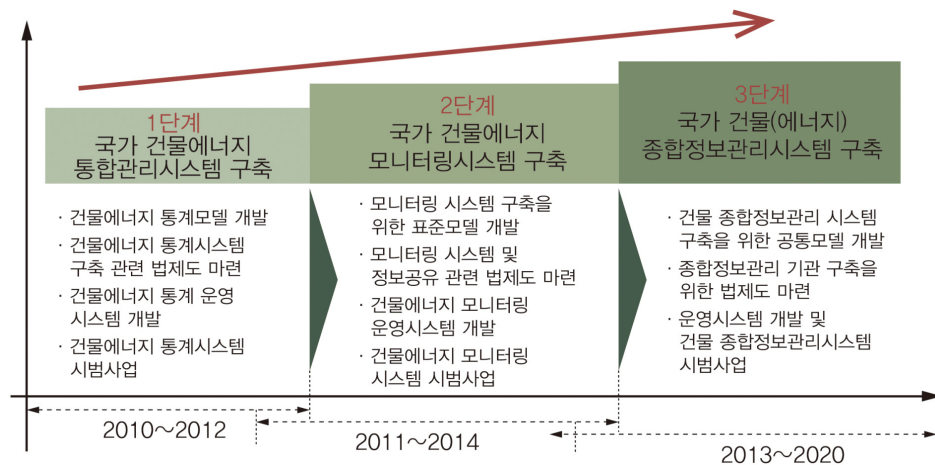 1단계
국가 건물에너지
통합관리시스템 구축
· 건물에너지 통계모델 개발
· 건물에너지 통계시스템
구축 관련 법제도 마련
· 건물에너지 통계 운영
시스템 개발
· 건물에너지 통계시스템
시범사업
2단계
국가 건물에너지
모니터링시스템 구축
· 모니터링 시스템 구축을
위한 표준모델 개발
· 모니터링 시스템 및
정보공유 관련 법제도 마련
· 건물에너지 모니터링
운영시스템 개발
· 건물에너지 모니터링
시스템 시범사업
3단계
국가 건물(에너지)
종합정보관리시스템 구축
· 건물 종합정보관리 시스템
구축을 위한 공통모델 개발
· 종합정보관리 기관 구축을
위한 법제도 마련
· 운영시스템 개발 및
건물 종합정보관리시스템
시범사업
2010～2012
2011～2014
2013～2020